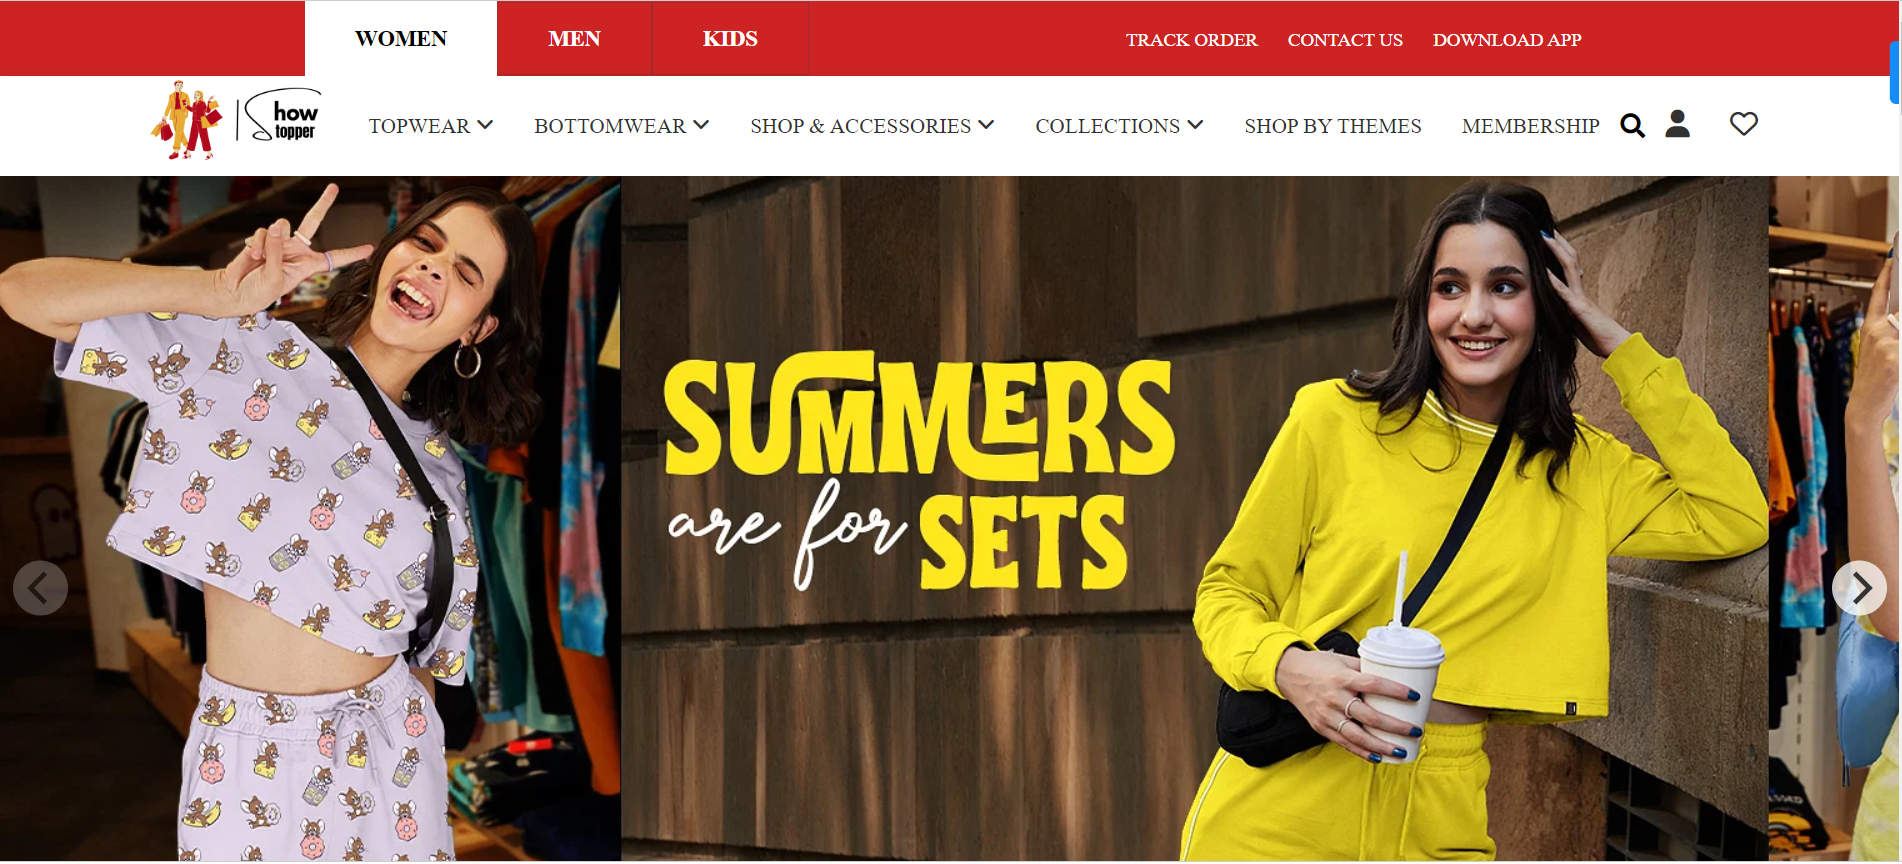 WOMEN MEN KIDS TRACK ORDER CONTACT US DOWNLOAD APP
Show topper
TOPWEAR BOTTOMWEAR SHOP & ACCESSORIES COLLECTIONS SHOP BY THEMES MEMBERSHIP
SUMMERS
are for SETS